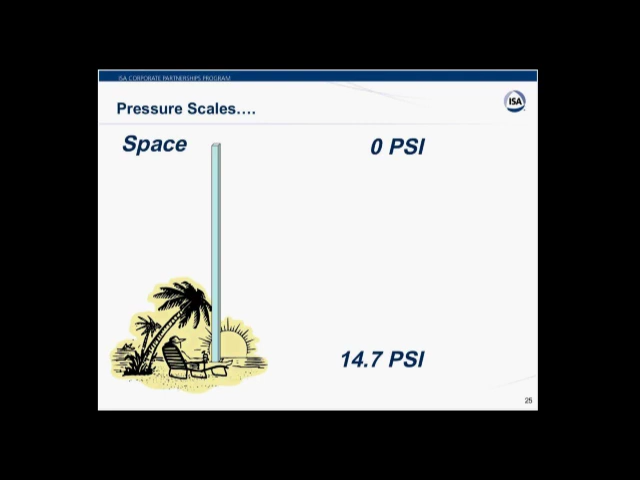 ISA CORPORATE PARTNERSHIPS PROGRAM
Pressure Scales....
ISA
Space
0 PSI
14.7 PSI
25